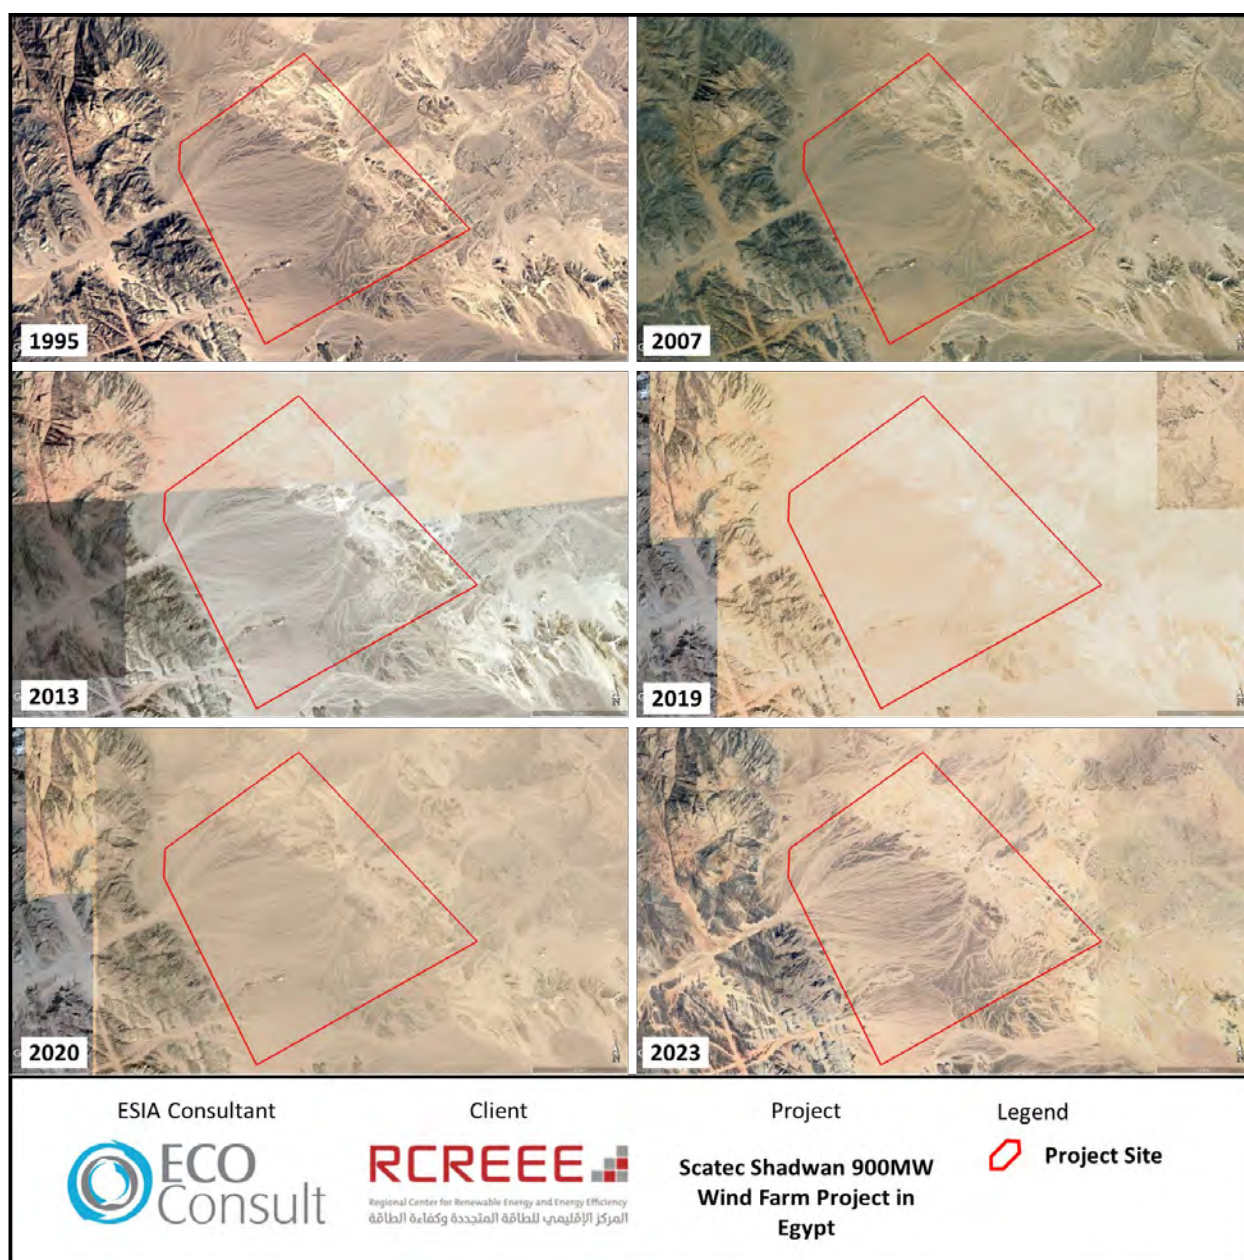 1995
2007
2013
2019
2020
2023
ESIA Consultant
Client
Project
Legend
ECO
Consult
RCREEE
Regional Center for Renewable Energy and Energy Efficiency
المركز الإقليمي للطاقة المتجددة وكفاءة الطاقة
Scatec Shadwan 900MW
Wind Farm Project in
Egypt
Project Site